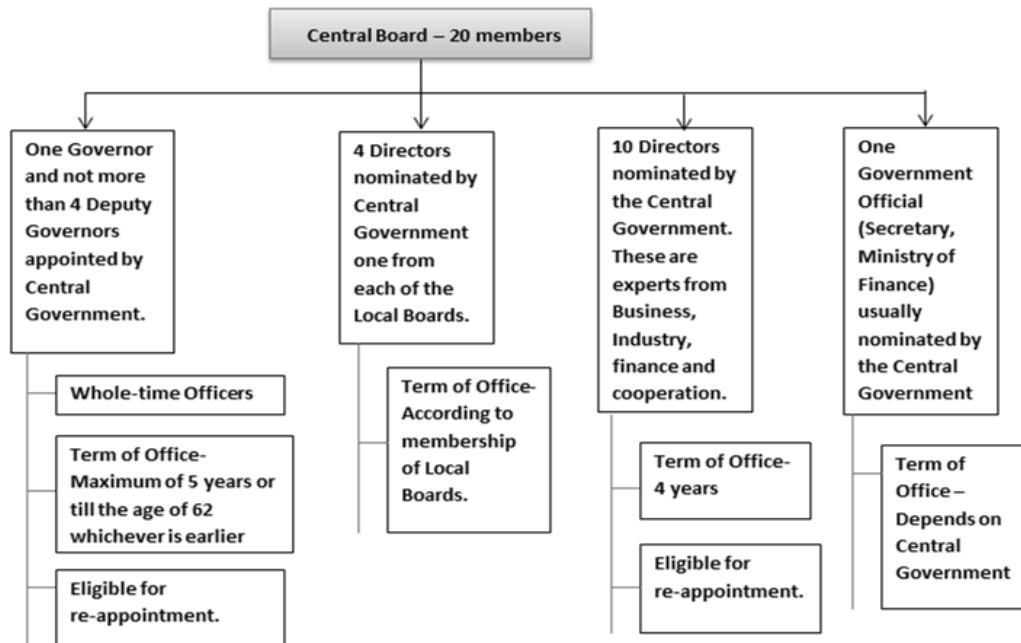 Central Board – 20 members
One Governor
and not more
than 4 Deputy
Governors
appointed by
Central
Government.
Whole-time Officers
Term of Office-
Maximum of 5 years or
till the age of 62
whichever is earlier
Eligible for
re-appointment.
4 Directors
nominated by
Central
Government
one from
each of the
Local Boards.
Term of Office-
According to
membership
of Local
Boards.
10 Directors
nominated by
the Central
Government.
These are
experts from
Business,
Industry,
finance and
cooperation.
Term of Office-
4 years
Eligible for
re-appointment.
One
Government
Official
(Secretary,
Ministry of
Finance)
usually
nominated by
the Central
Government
Term of
Office –
Depends on
Central
Government